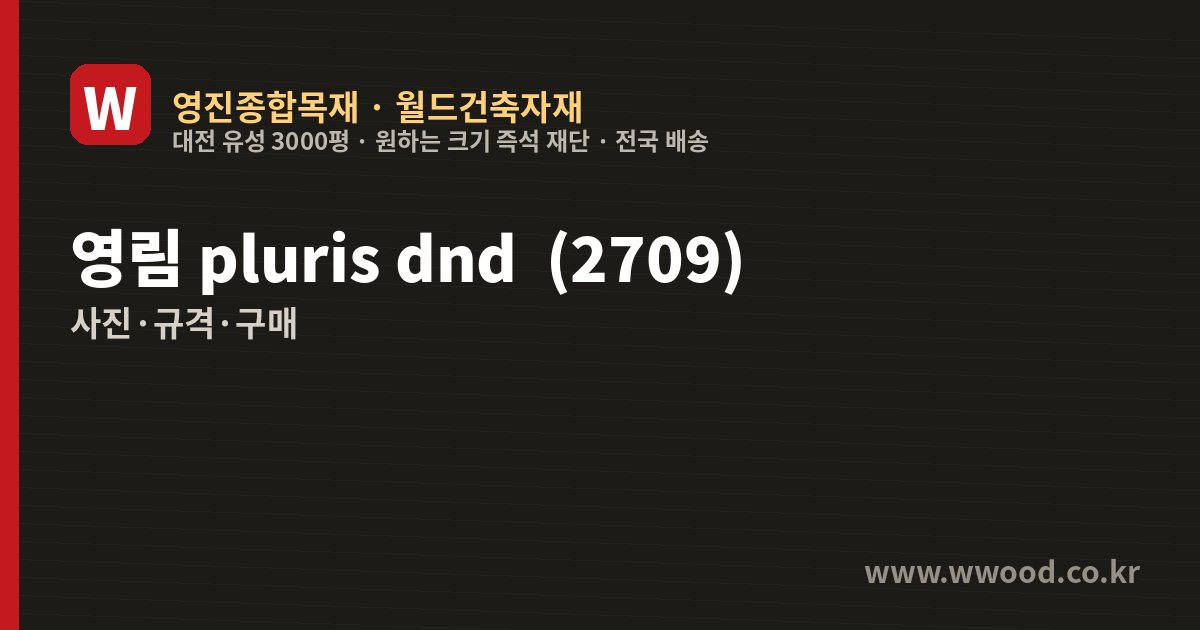 W
영진종합목재 · 월드건축자재
대전 유성 3000평 · 원하는 크기 즉석 재단 · 전국 배송
영림 pluris dnd  (2709)
사진·규격·구매
www.wwood.co.kr